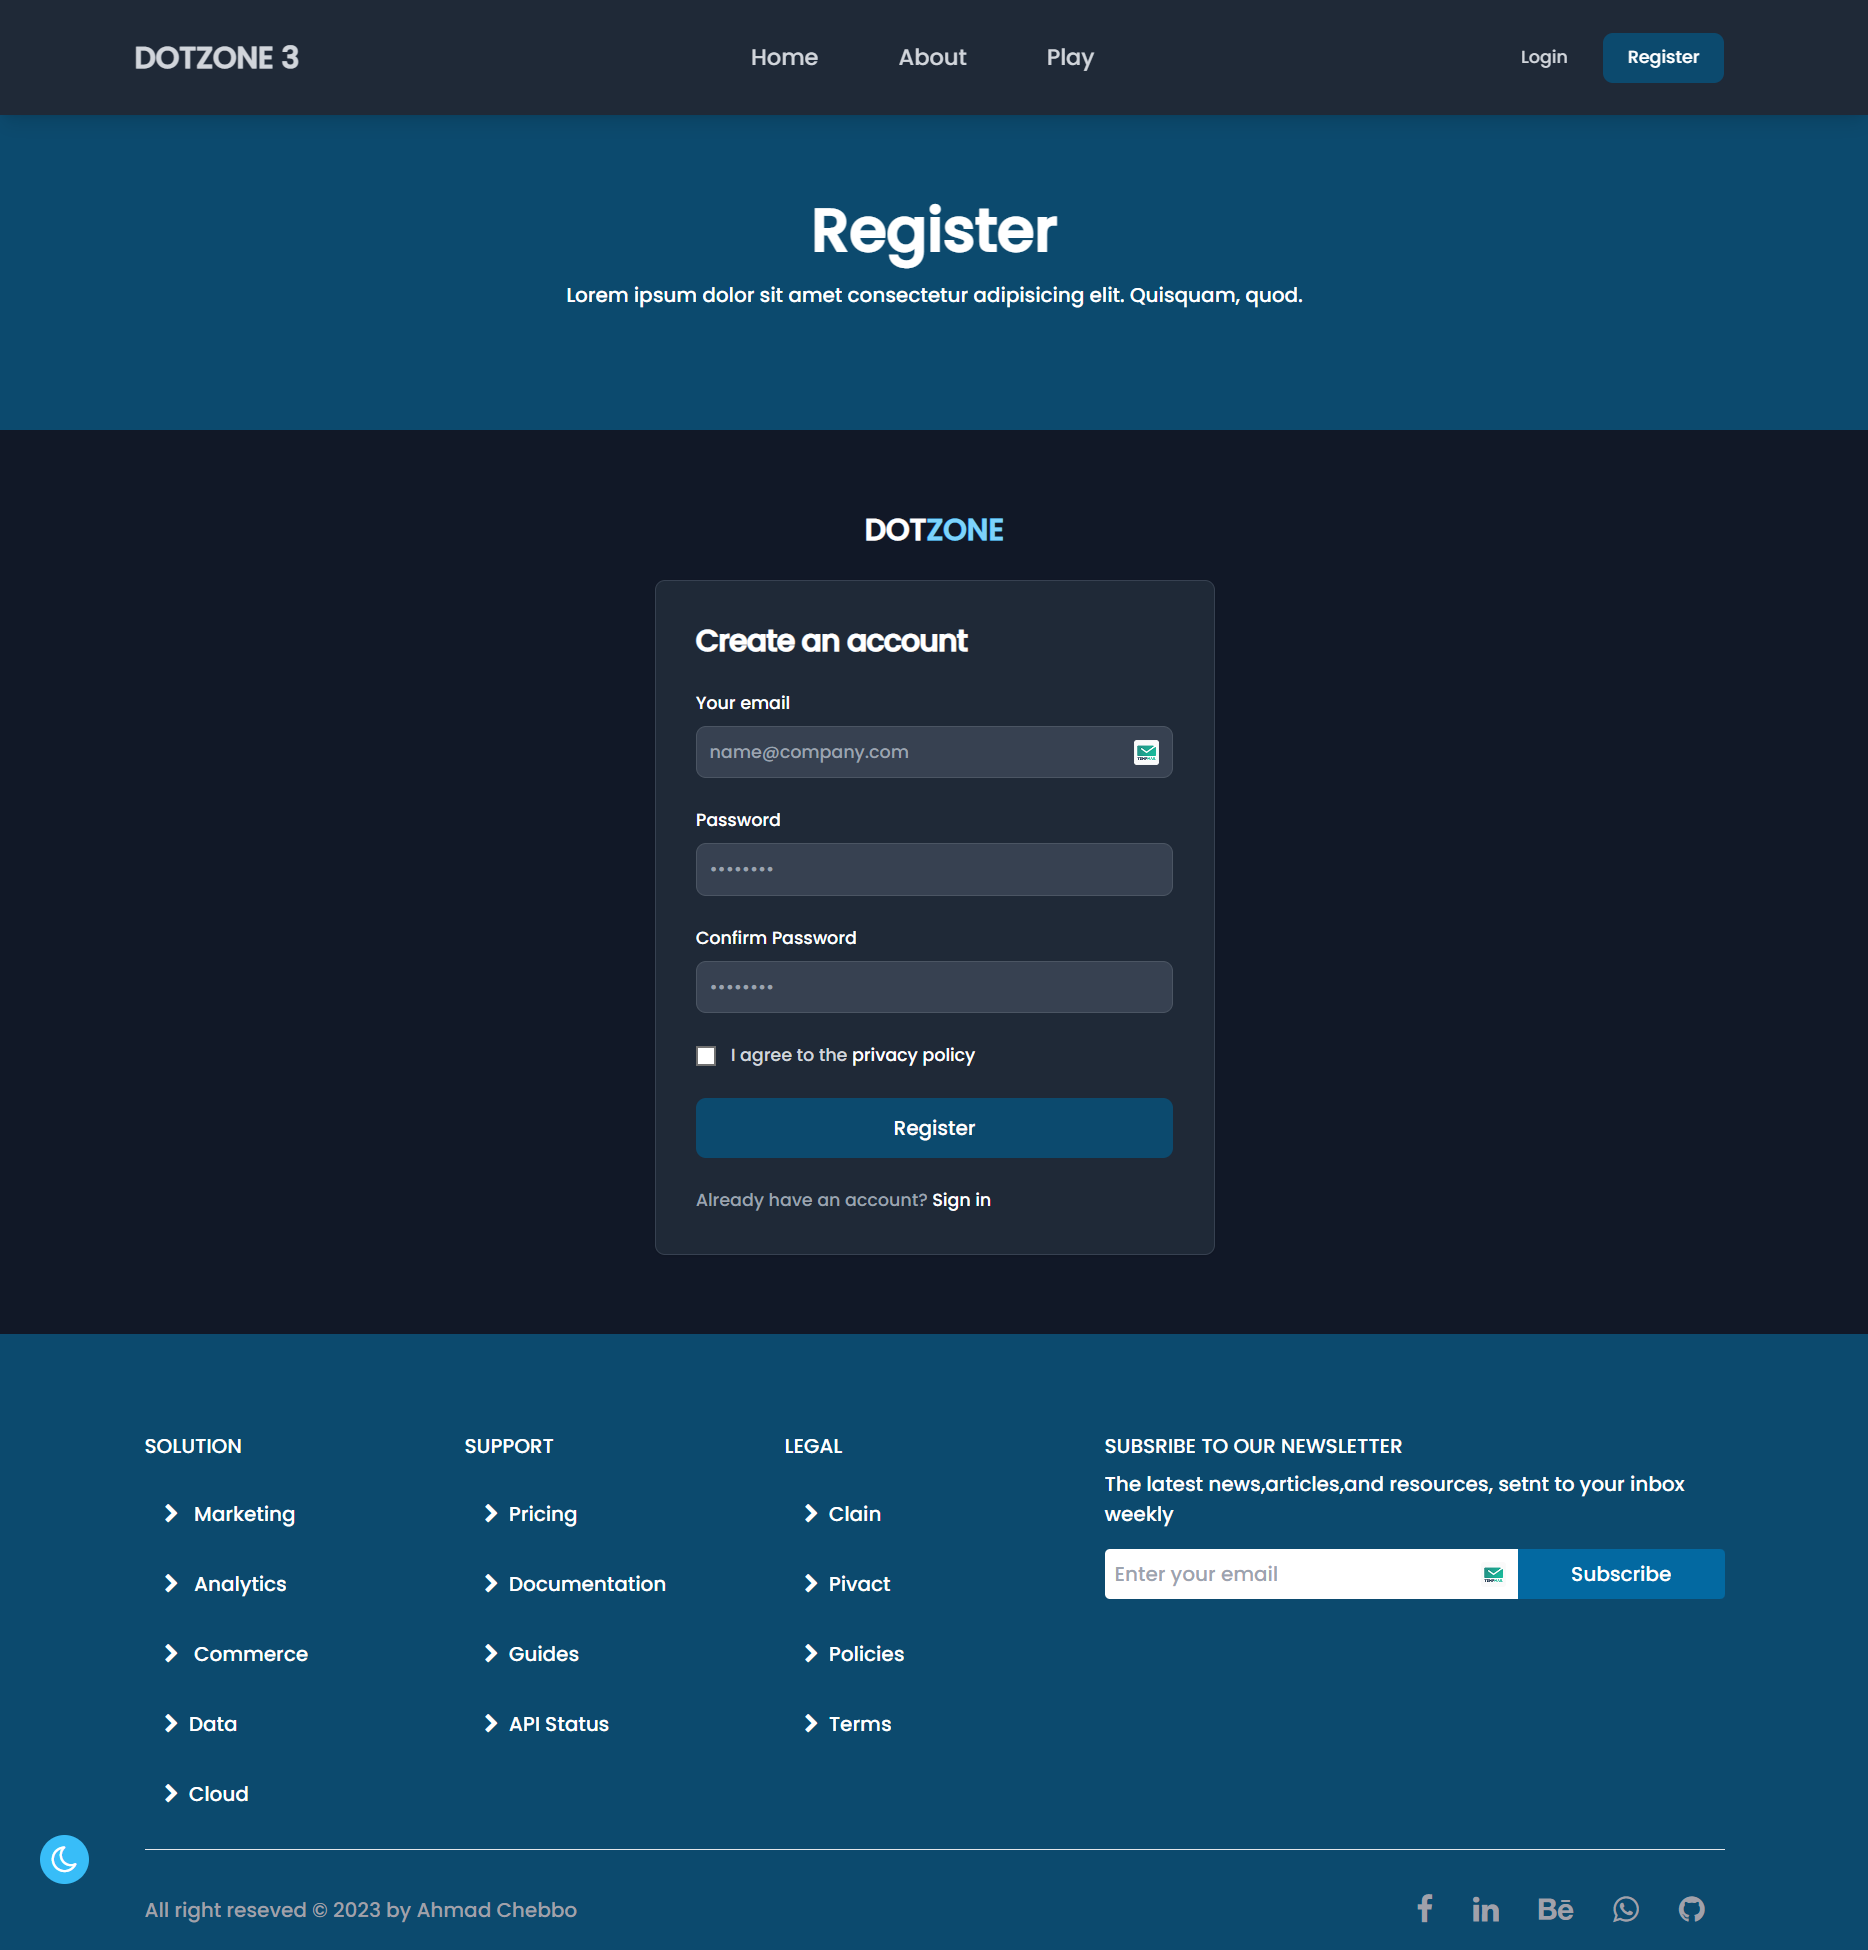 DOTZONE 3
Home About Play
Login Register
Register
Lorem ipsum dolor sit amet consectetur adipisicing elit. Quisquam, quod.
DOTZONE
Create an account
Your email
name@company.com
Password
••••••••
Confirm Password
••••••••
I agree to the privacy policy
Register
Already have an account? Sign in
SOLUTION
Marketing
Analytics
Commerce
Data
Cloud
SUPPORT
Pricing
Documentation
Guides
API Status
LEGAL
Clain
Pivact
Policies
Terms
SUBSRIBE TO OUR NEWSLETTER
The latest news,articles,and resources, setnt to your inbox
weekly
Enter your email
Subscribe
All right reseved © 2023 by Ahmad Chebbo